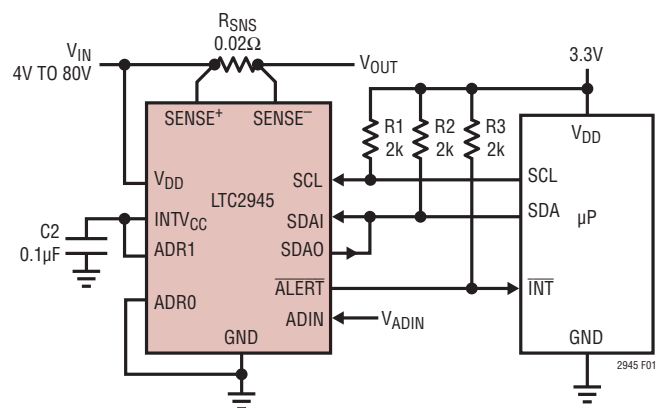 RSNS
0.02Ω
VIN
4V TO 80V
VOUT
3.3V
SENSE+ SENSE–
R1
2k
R2
2k
R3
2k
VDD
VDD
LTC2945
SCL
SCL
INTVCC
SDAI
SDA
µP
C2
0.1µF
ADR1
SDAO
ALERT
INT
ADR0
ADIN
VADIN
GND
GND
2945 F01